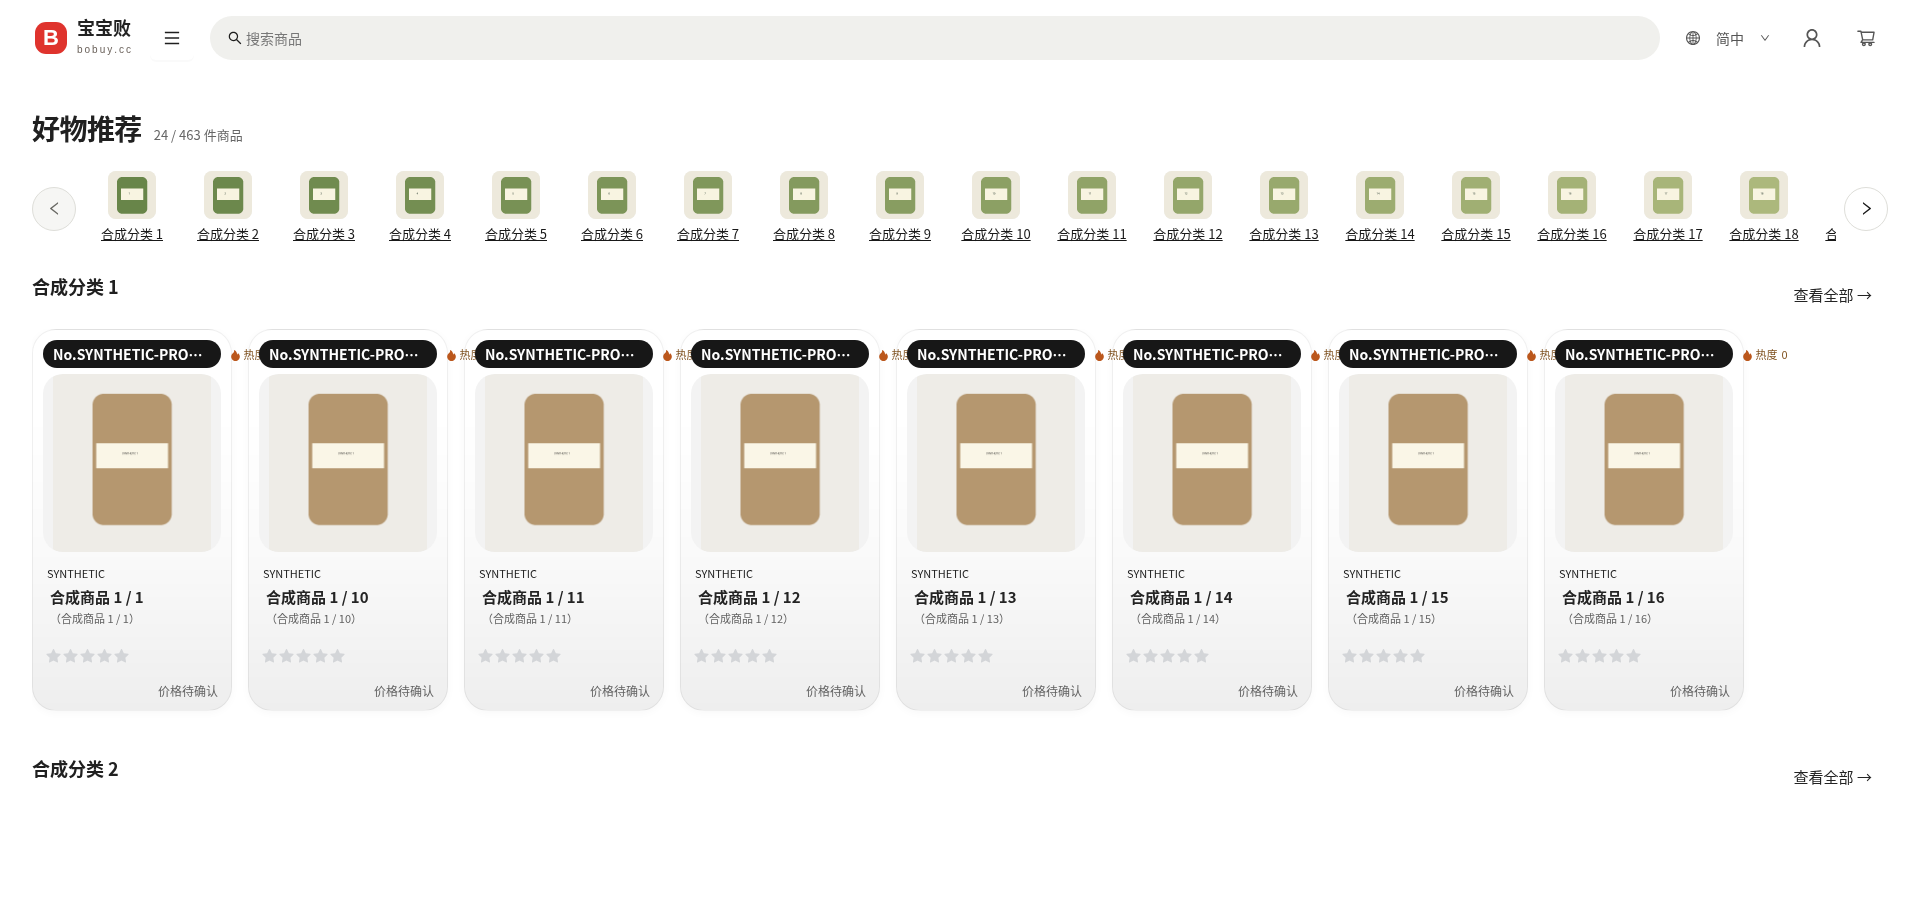 B 宝宝败
bobuy.cc
搜索商品
简中
好物推荐 24 / 463 件商品
合成分类 1 合成分类 2 合成分类 3 合成分类 4 合成分类 5 合成分类 6 合成分类 7 合成分类 8 合成分类 9 合成分类 10 合成分类 11 合成分类 12 合成分类 13 合成分类 14 合成分类 15 合成分类 16 合成分类 17 合成分类 18 合
合成分类 1
查看全部 →
No.SYNTHETIC-PRO… 热度 No.SYNTHETIC-PRO… 热度 No.SYNTHETIC-PRO… 热度 No.SYNTHETIC-PRO… 热度 No.SYNTHETIC-PRO… 热度 No.SYNTHETIC-PRO… 热度 No.SYNTHETIC-PRO… 热度 No.SYNTHETIC-PRO… 热度 0
SYNTHETIC SYNTHETIC SYNTHETIC SYNTHETIC SYNTHETIC SYNTHETIC SYNTHETIC SYNTHETIC
合成商品 1 / 1 合成商品 1 / 10 合成商品 1 / 11 合成商品 1 / 12 合成商品 1 / 13 合成商品 1 / 14 合成商品 1 / 15 合成商品 1 / 16
（合成商品 1 / 1） （合成商品 1 / 10） （合成商品 1 / 11） （合成商品 1 / 12） （合成商品 1 / 13） （合成商品 1 / 14） （合成商品 1 / 15） （合成商品 1 / 16）
价格待确认 价格待确认 价格待确认 价格待确认 价格待确认 价格待确认 价格待确认 价格待确认
合成分类 2
查看全部 →